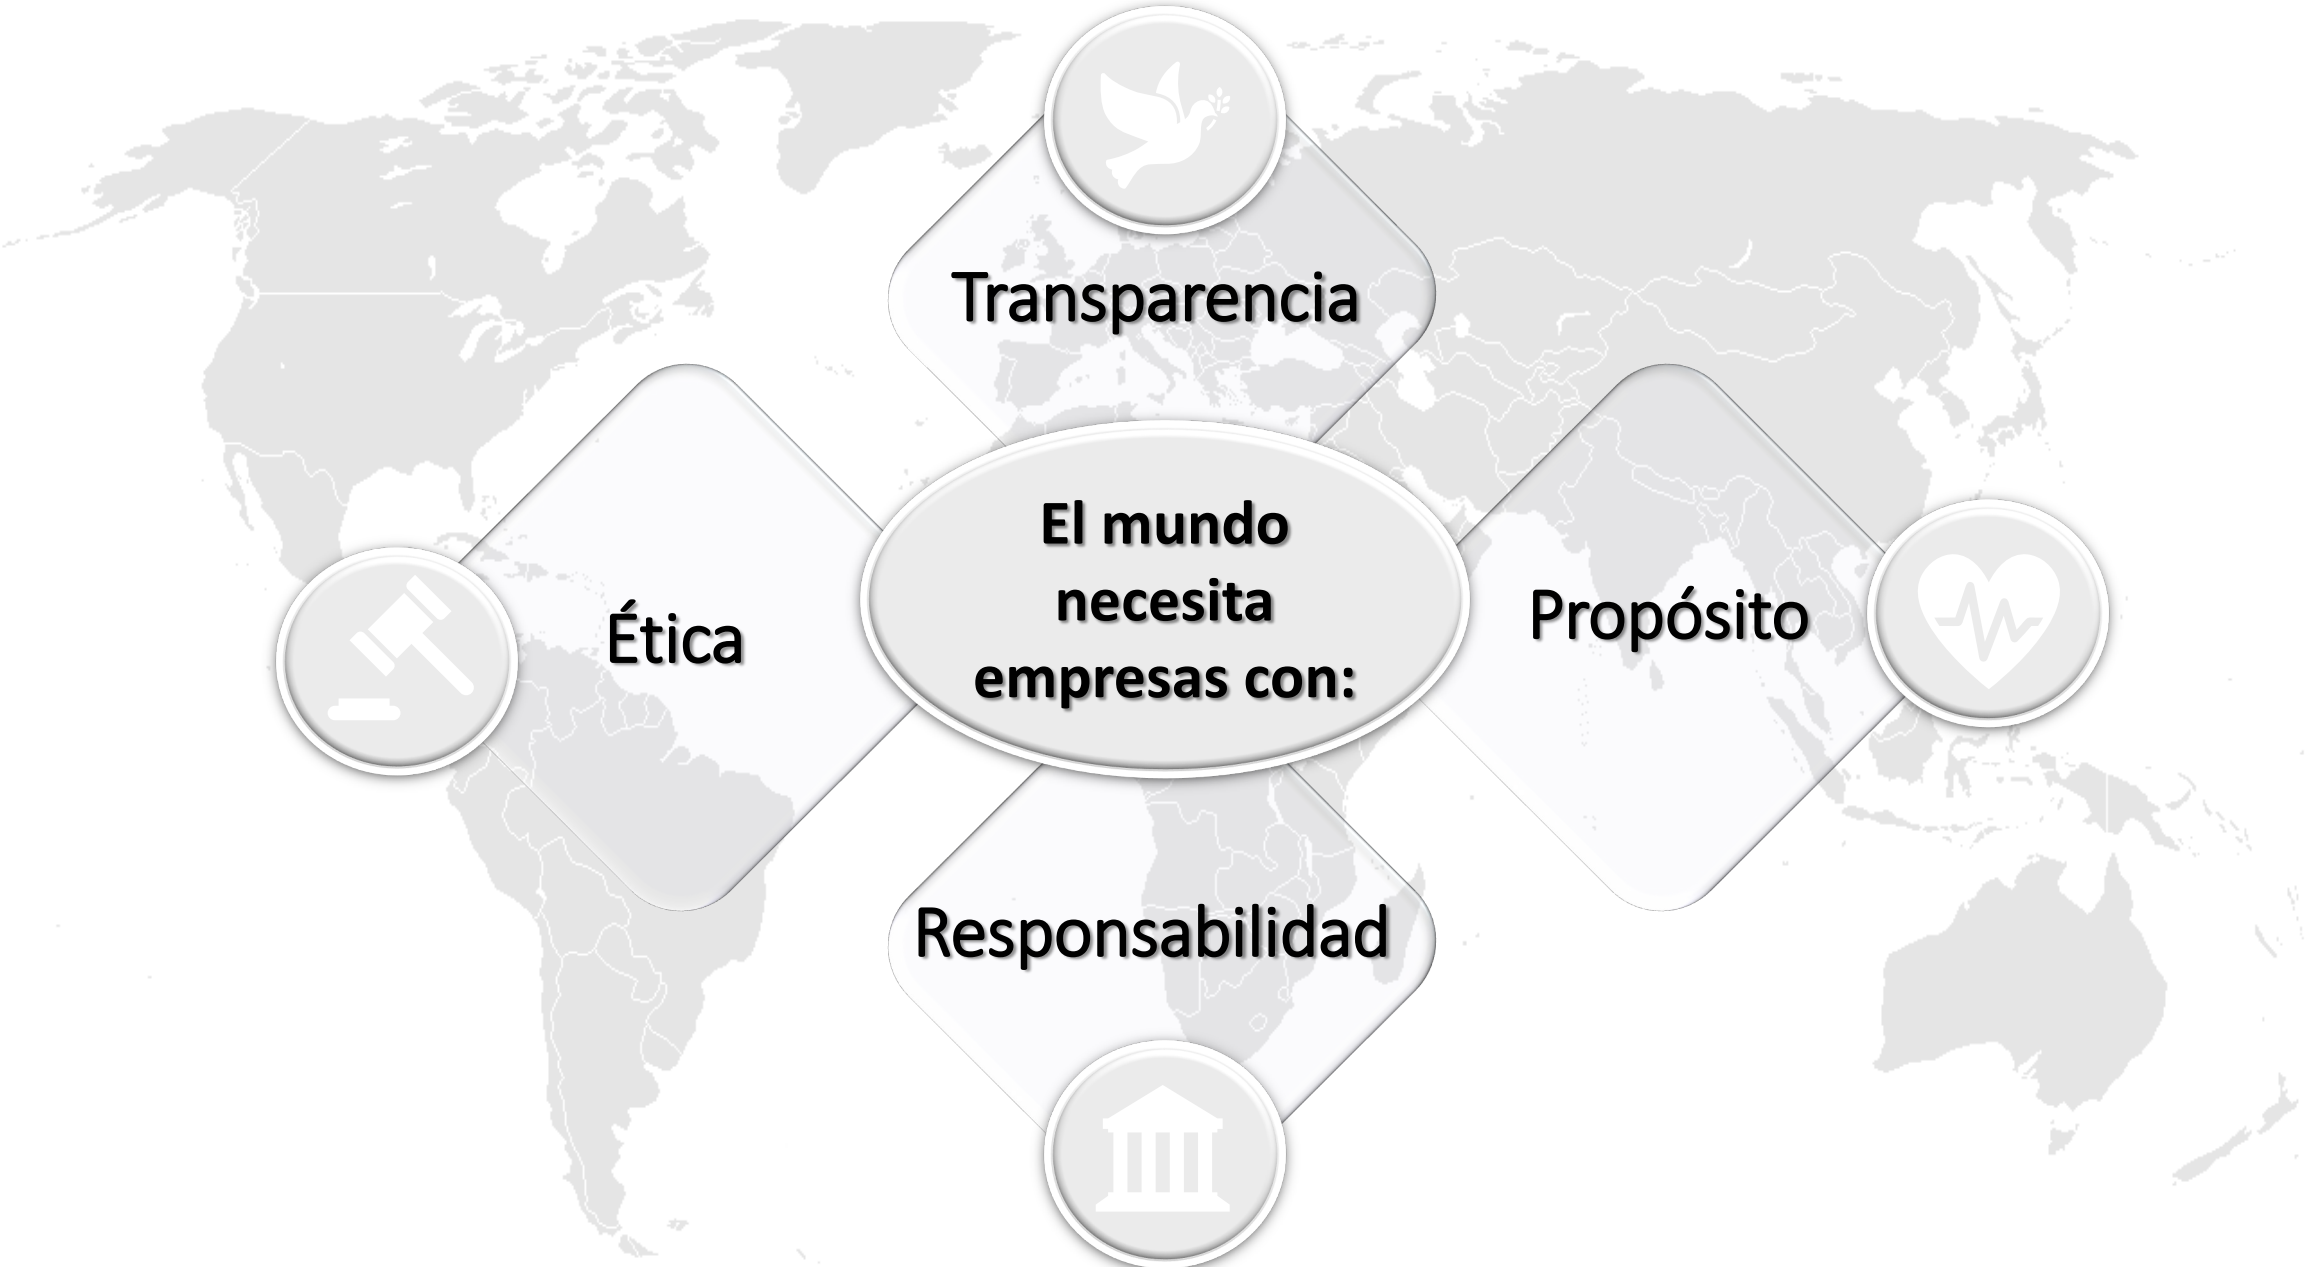 Transparencia
El mundo
necesita
empresas con:
Ética
Propósito
Responsabilidad